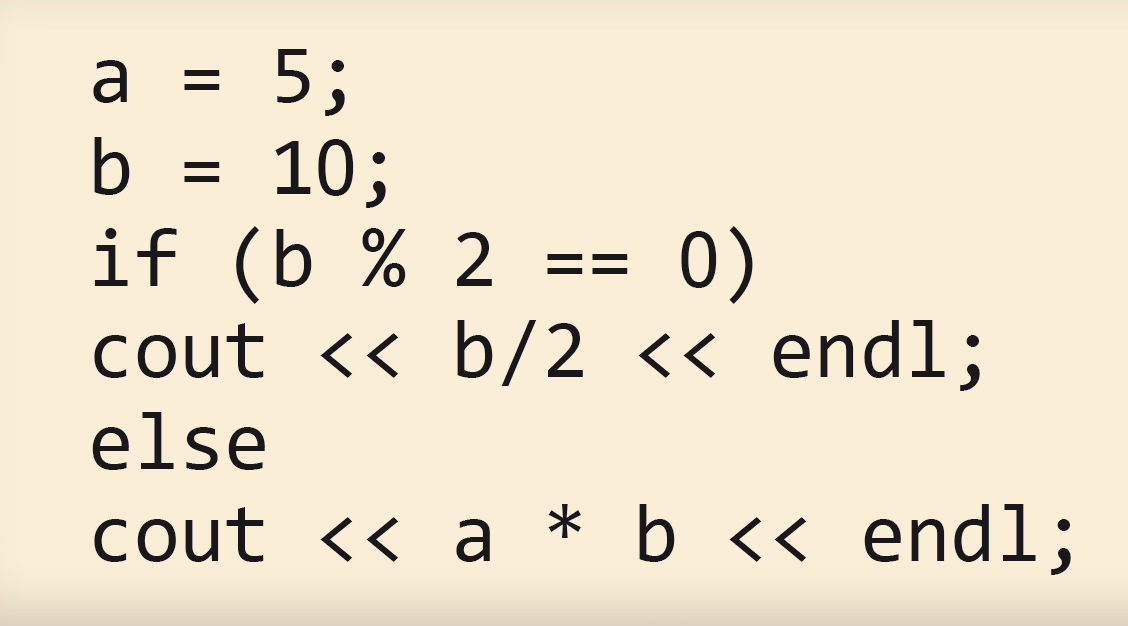 a = 5;
b = 10;
if (b % 2 == 0)
cout << b/2 << endl;
else
cout << a * b << endl;